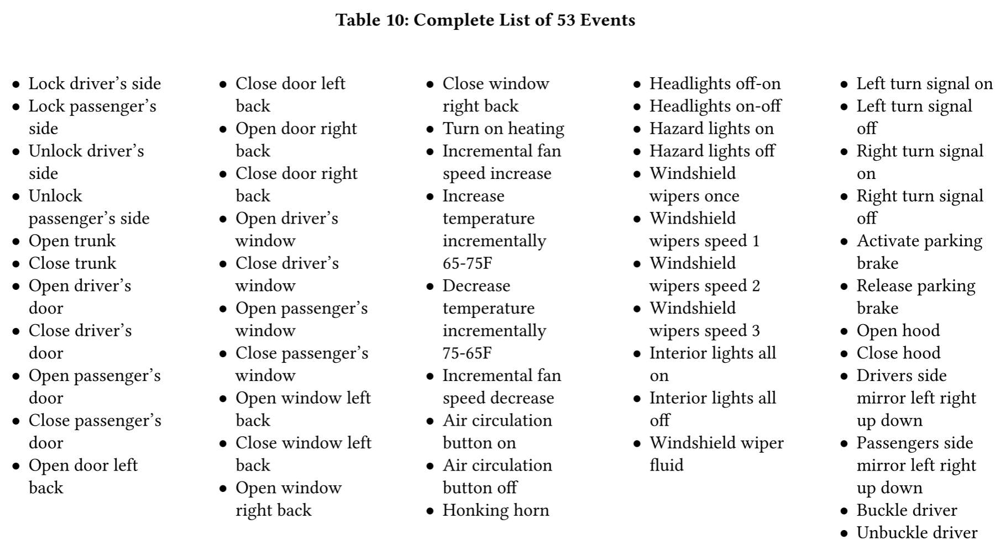 Table 10: Complete List of 53 Events
• Lock driver’s side
• Lock passenger’s
side
• Unlock driver’s
side
• Unlock
passenger’s side
• Open trunk
• Close trunk
• Open driver’s
door
• Close driver’s
door
• Open passenger’s
door
• Close passenger’s
door
• Open door left
back
• Close door left
back
• Open door right
back
• Close door right
back
• Open driver’s
window
• Close driver’s
window
• Open passenger’s
window
• Close passenger’s
window
• Open window left
back
• Close window left
back
• Open window
right back
• Close window
right back
• Turn on heating
• Incremental fan
speed increase
• Increase
temperature
incrementally
65-75F
• Decrease
temperature
incrementally
75-65F
• Incremental fan
speed decrease
• Air circulation
button on
• Air circulation
button off
• Honking horn
• Headlights off-on
• Headlights on-off
• Hazard lights on
• Hazard lights off
• Windshield
wipers once
• Windshield
wipers speed 1
• Windshield
wipers speed 2
• Windshield
wipers speed 3
• Interior lights all
on
• Interior lights all
off
• Windshield wiper
fluid
• Left turn signal on
• Left turn signal
off
• Right turn signal
on
• Right turn signal
off
• Activate parking
brake
• Release parking
brake
• Open hood
• Close hood
• Drivers side
mirror left right
up down
• Passengers side
mirror left right
up down
• Buckle driver
• Unbuckle driver